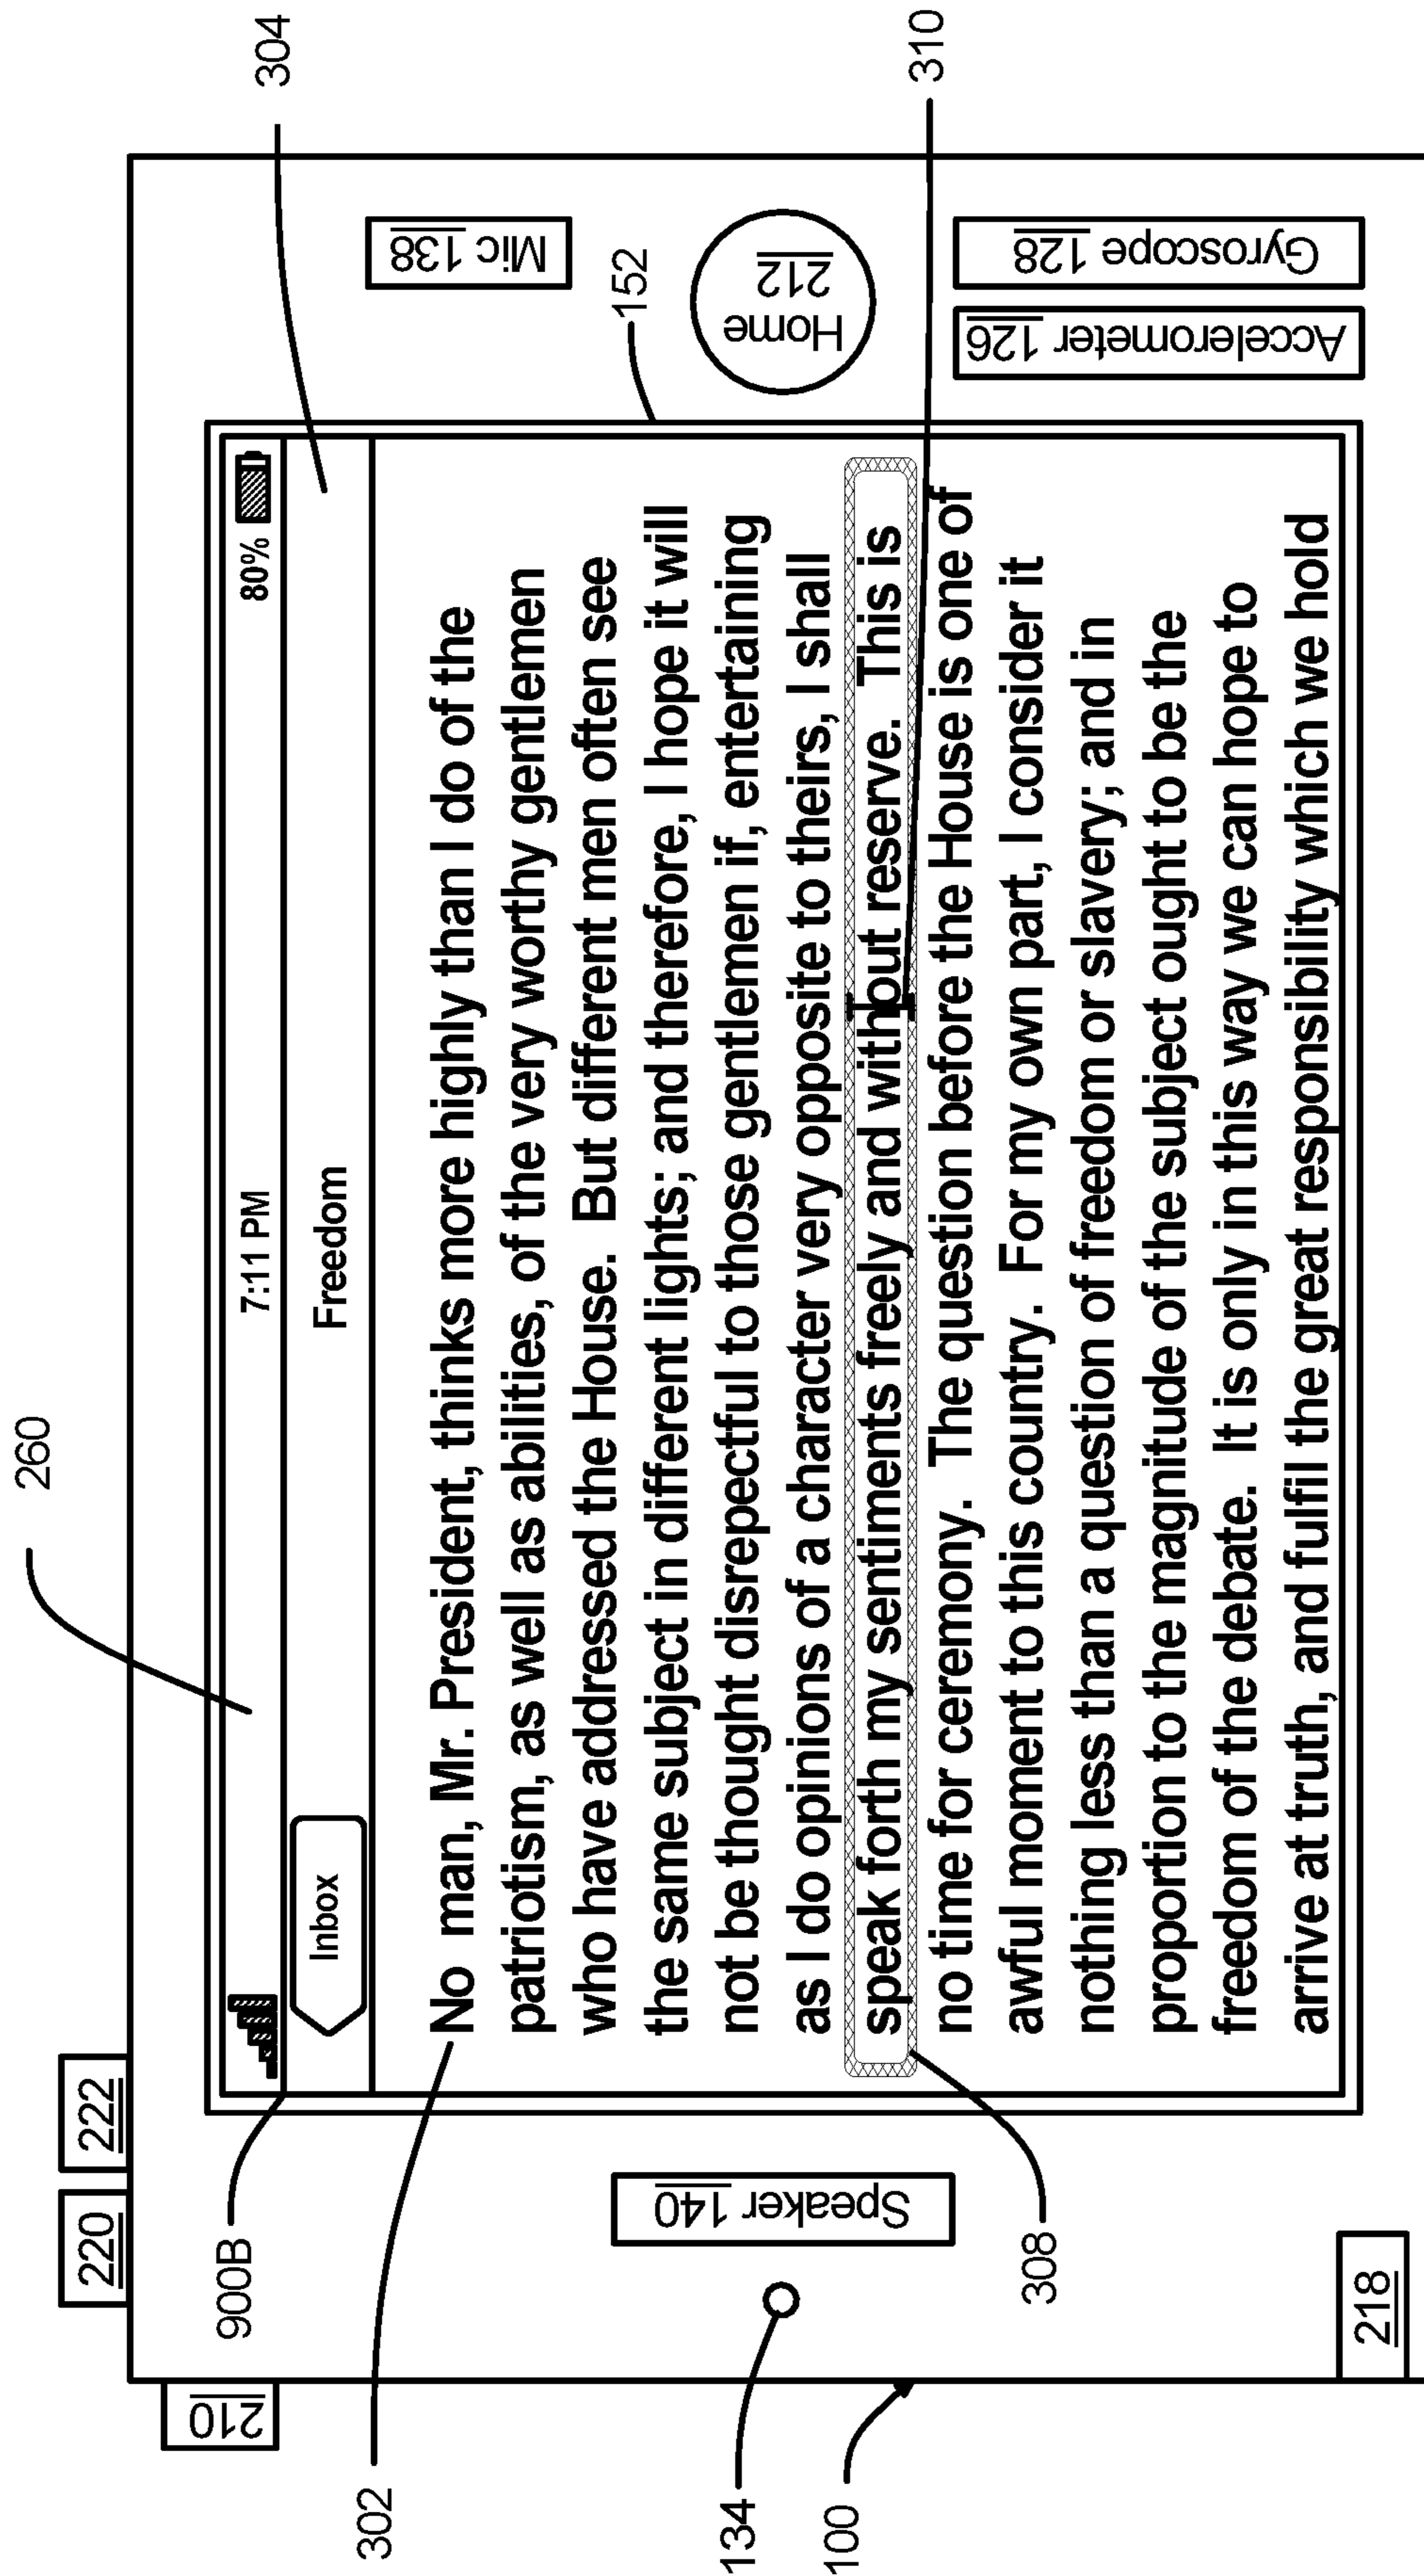 220
222
210
260
304
900B
7:11 PM
80%
Inbox
Freedom
Mic 138
302
No man, Mr. President, thinks more highly than I do of the
patriotism, as well as abilities, of the very worthy gentlemen
who have addressed the House. But different men often see
the same subject in different lights; and therefore, I hope it will
not be thought disrepectful to those gentlemen if, entertaining
as I do opinions of a character very opposite to theirs, I shall
speak forth my sentiments freely and without reserve. This is
no time for ceremony. The question before the House is one of
awful moment to this country. For my own part, I consider it
nothing less than a question of freedom or slavery; and in
proportion to the magnitude of the subject ought to be the
freedom of the debate. It is only in this way we can hope to
arrive at truth, and fulfil the great responsibility which we hold
152
Speaker 140
Home
212
134
100
308
310
Accelerometer 126
Gyroscope 128
218